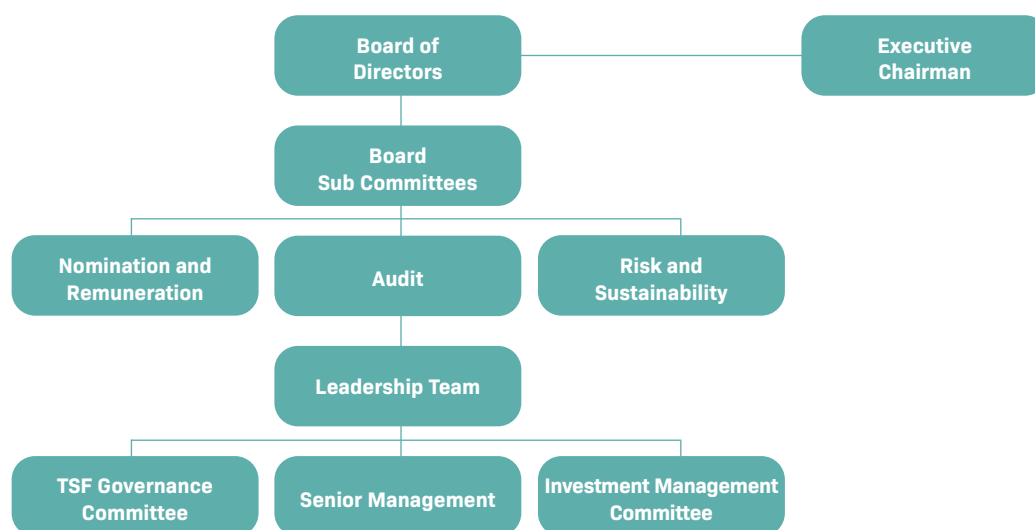 Board of
Directors
Executive
Chairman
Board
Sub Committees
Nomination and
Remuneration
Audit
Risk and
Sustainability
Leadership Team
TSF Governance
Committee
Senior Management
Investment Management
Committee